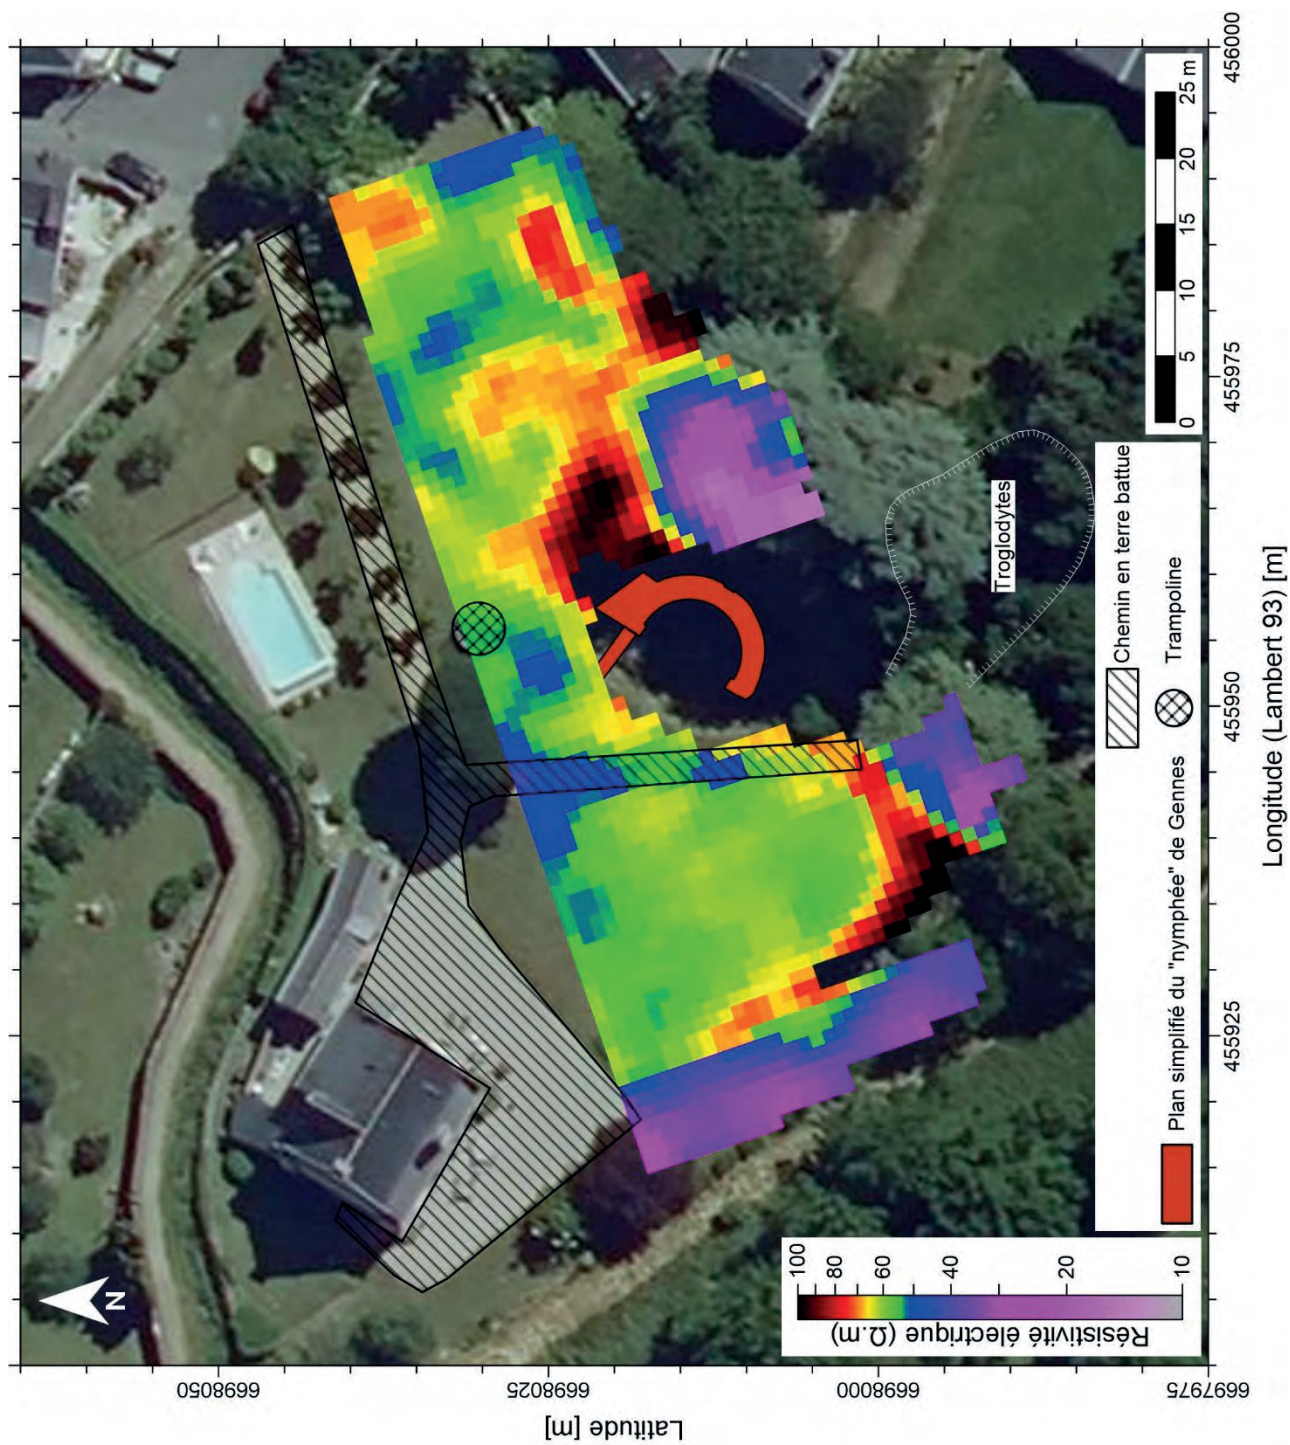 6698050
6698025
6698000
6697975
Latitude [m]
455925
455950
455975
456000
Longitude (Lambert 93) [m]
N
Troglodytes
Résistivité électrique (Ω.m)
100
80
60
40
20
10
Plan simplifié du "nymphée" de Gennes
Trampoline
Chemin en terre battue
0 5 10 15 20 25 m